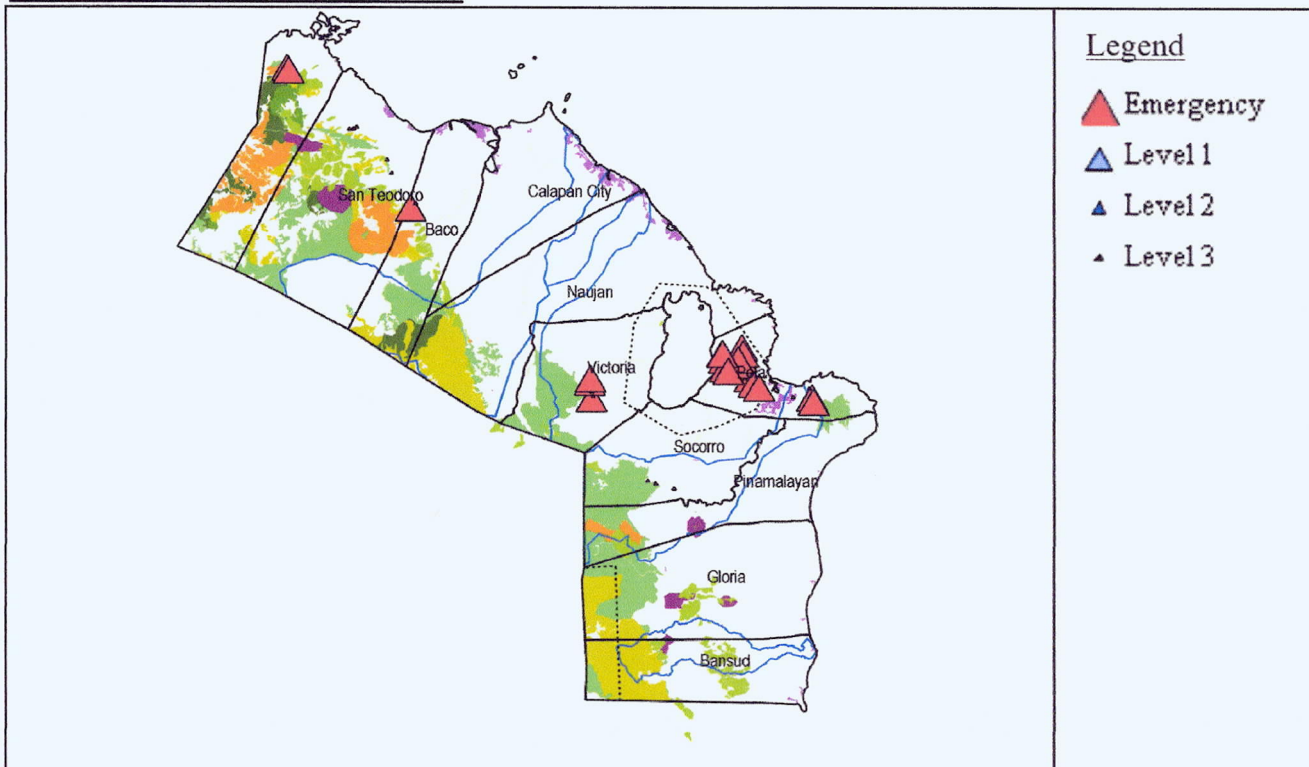 Legend
Emergency
Level 1
Level 2
Level 3
San Teodoro
Calapan City
Baco
Naujan
Victoria
Socorro
Pinamalayan
Gloria
Bansud